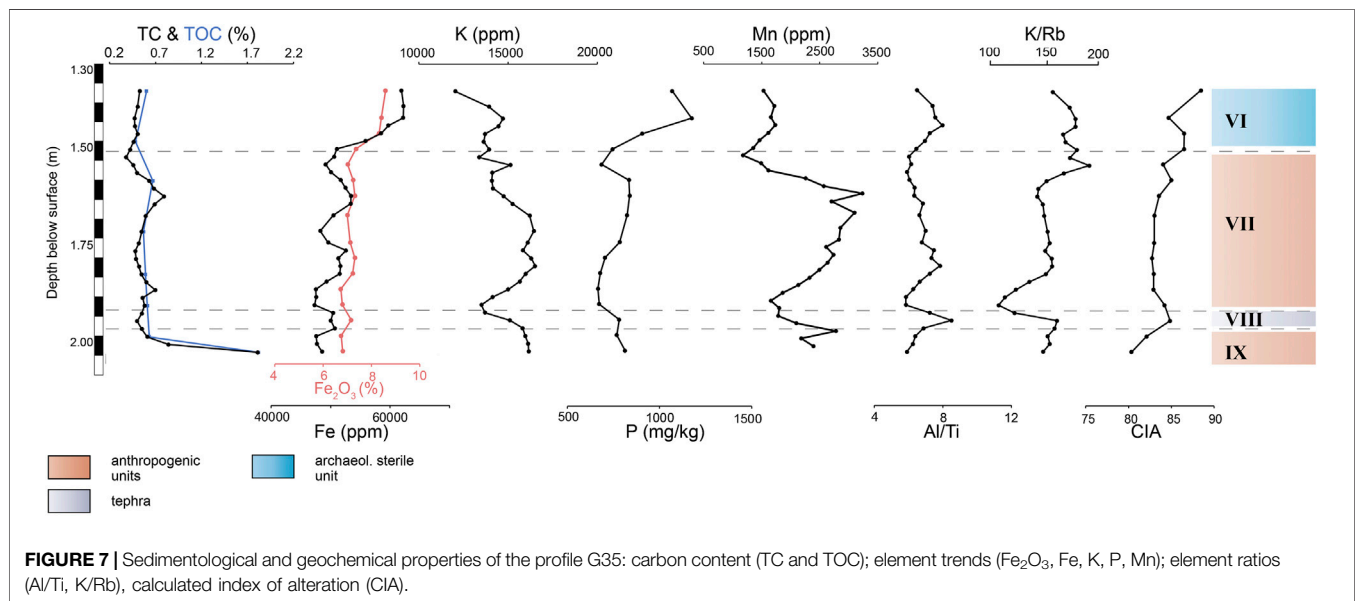 TC & TOC (%)
0.2 0.7 1.2 1.7 2.2
K (ppm)
10000 15000 20000
Mn (ppm)
500 1500 2500 3500
K/Rb
100 150 200
Depth below surface (m)
1.30
1.50
1.75
2.00
VI
VII
VIII
IX
4 6 8 10
Fe₂O₃ (%)
40000 60000
Fe (ppm)
500 1000 1500
P (mg/kg)
4 8 12
Al/Ti
75 80 85 90
CIA
anthropogenic
units
archaeol. sterile
unit
tephra
FIGURE 7 | Sedimentological and geochemical properties of the profile G35: carbon content (TC and TOC); element trends (Fe₂O₃, Fe, K, P, Mn); element ratios
(Al/Ti, K/Rb), calculated index of alteration (CIA).